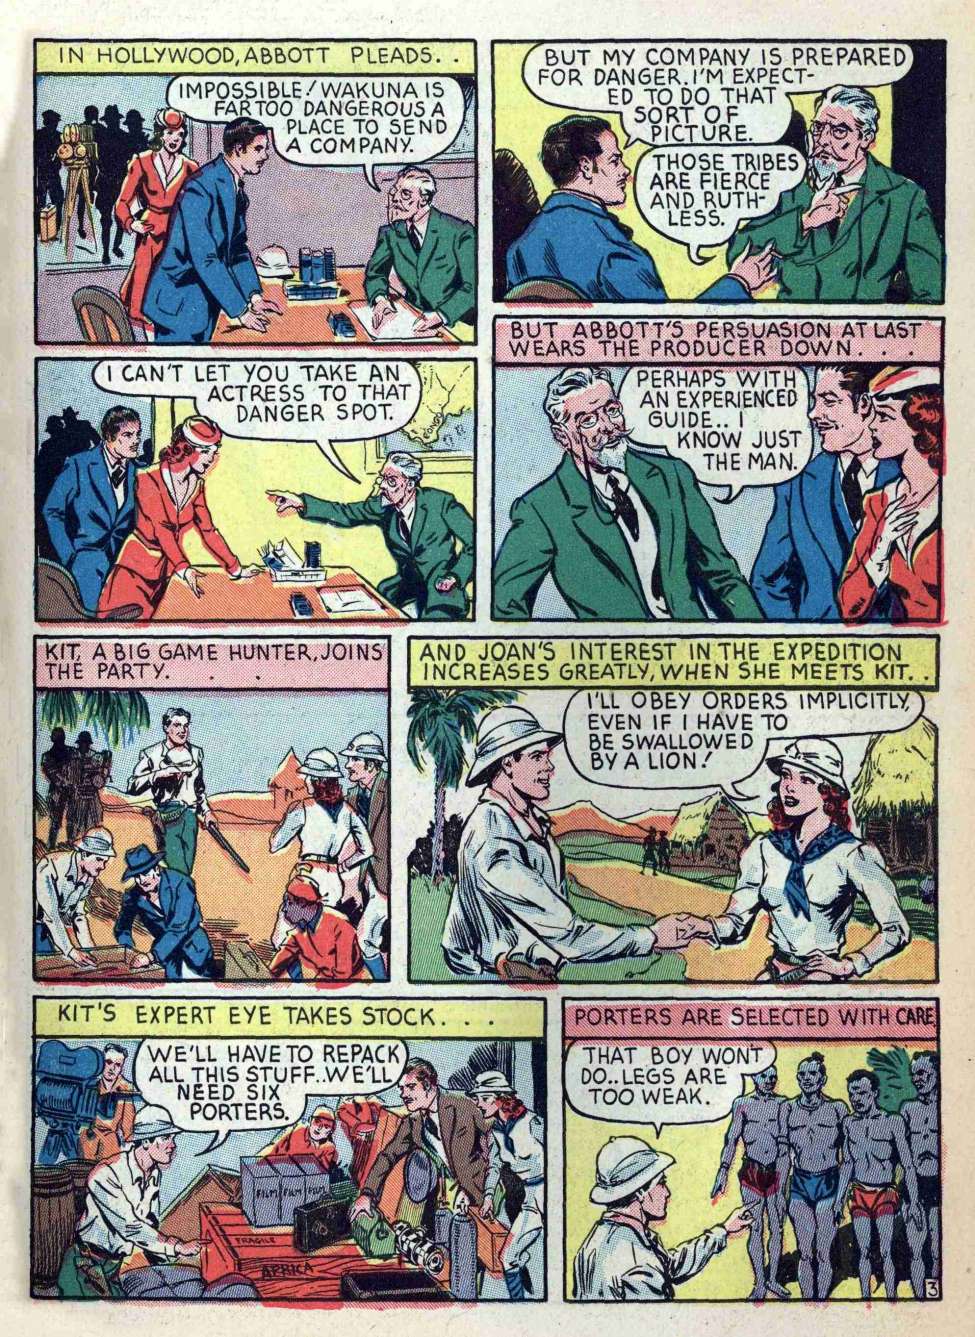 IN HOLLYWOOD, ABBOTT PLEADS. .
IMPOSSIBLE! WAKUNA IS
FAR TOO DANGEROUS A
PLACE TO SEND
A COMPANY.
BUT MY COMPANY IS PREPARED
FOR DANGER. I'M EXPECT-
ED TO DO THAT
SORT OF
PICTURE.
THOSE TRIBES
ARE FIERCE
AND RUTH-
LESS.
I CAN'T LET YOU TAKE AN
ACTRESS TO THAT
DANGER SPOT.
CONGO
BUT ABBOTT'S PERSUASION AT LAST
WEARS THE PRODUCER DOWN. . . .
PERHAPS WITH
AN EXPERIENCED
GUIDE.. I
KNOW JUST
THE MAN.
KIT, A BIG GAME HUNTER, JOINS
THE PARTY. . .
AND JOAN'S INTEREST IN THE EXPEDITION
INCREASES GREATLY, WHEN SHE MEETS KIT. .
I'LL OBEY ORDERS IMPLICITLY,
EVEN IF I HAVE TO
BE SWALLOWED
BY A LION!
KIT'S EXPERT EYE TAKES STOCK. . . .
WE'LL HAVE TO REPACK
ALL THIS STUFF..WE'LL
NEED SIX
PORTERS.
FILM FILM FILM
FRAGILE
AFRICA
PORTERS ARE SELECTED WITH CARE.
THAT BOY WON'T
DO..LEGS ARE
TOO WEAK.
3